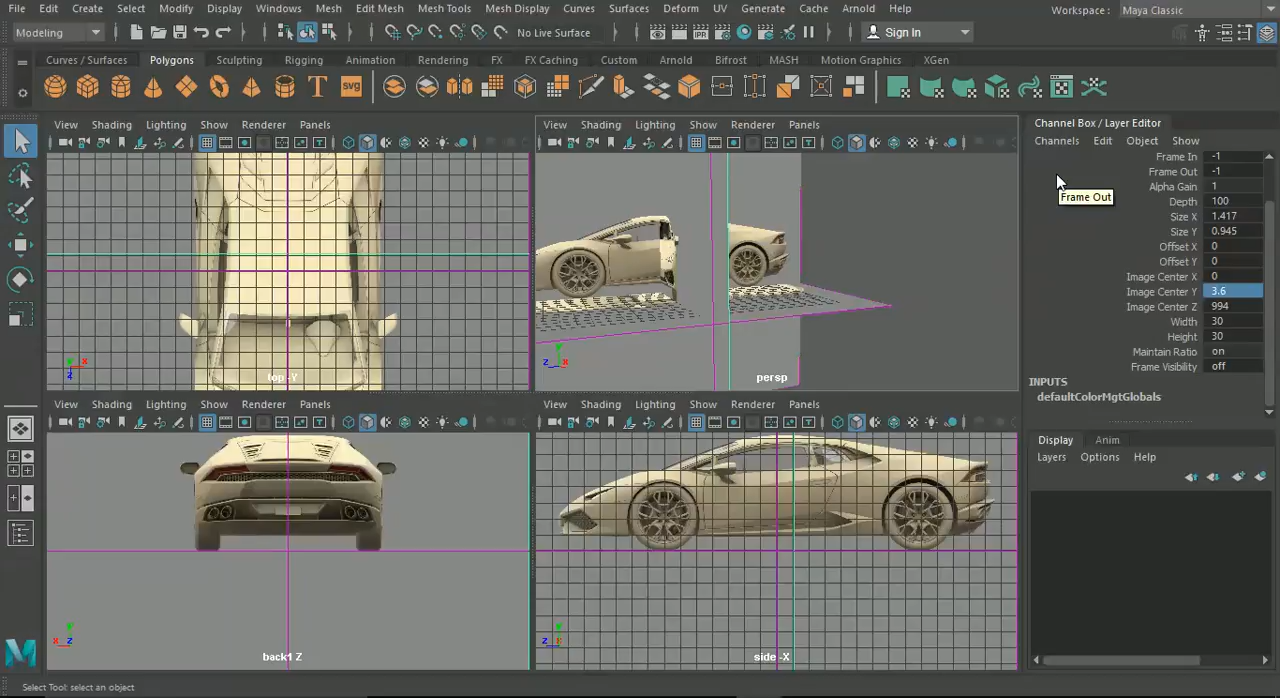 File Edit Create Select Modify Display Windows Mesh Edit Mesh Mesh Tools Mesh Display Curves Surfaces Deform UV Generate Cache Arnold Help Workspace : Maya Classic
Modeling No Live Surface Sign In
Curves / Surfaces Polygons Sculpting Rigging Animation Rendering FX FX Caching Custom Arnold Bifrost MASH Motion Graphics XGen
View Shading Lighting Show Renderer Panels
top -Y
View Shading Lighting Show Renderer Panels
persp
View Shading Lighting Show Renderer Panels
back1 Z
View Shading Lighting Show Renderer Panels
side -X
Channel Box / Layer Editor
Channels Edit Object Show
Frame In -1
Frame Out -1
Frame Out
Alpha Gain 1
Depth 100
Size X 1.417
Size Y 0.945
Offset X 0
Offset Y 0
Image Center X 0
Image Center Y 3.6
Image Center Z 994
Width 30
Height 30
Maintain Ratio on
Frame Visibility off
INPUTS
defaultColorMgtGlobals
Display Anim
Layers Options Help
Select Tool: select an object